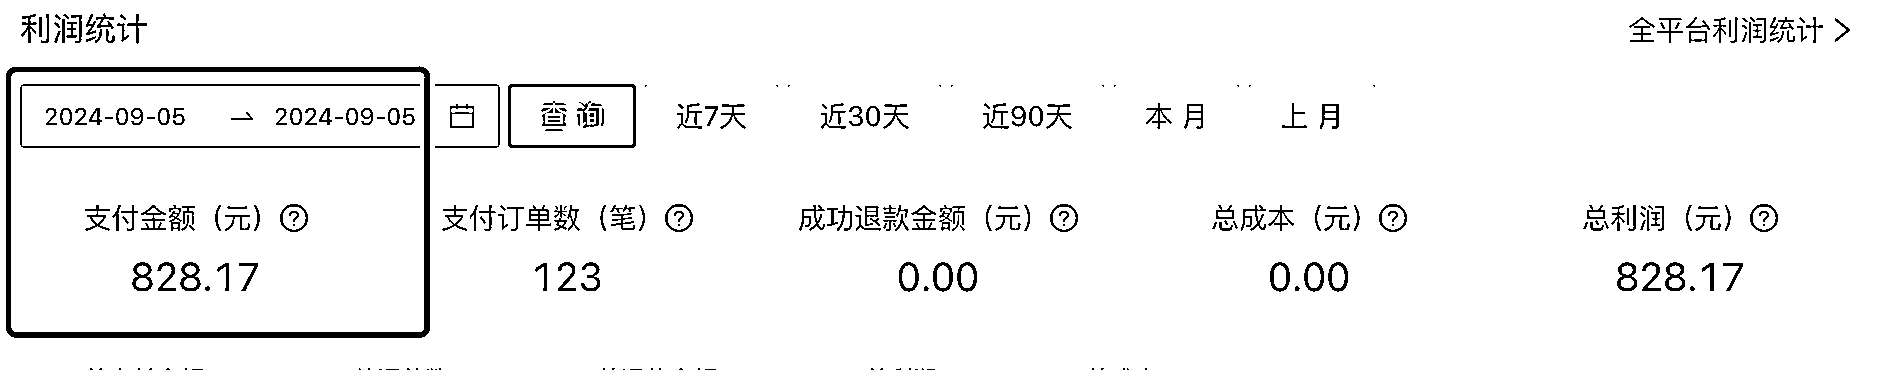 利润统计
全平台利润统计
2024-09-05 → 2024-09-05 查询 近7天 近30天 近90天 本月 上月
支付金额（元） 支付订单数（笔） 成功退款金额（元） 总成本（元） 总利润（元）
828.17 123 0.00 0.00 828.17